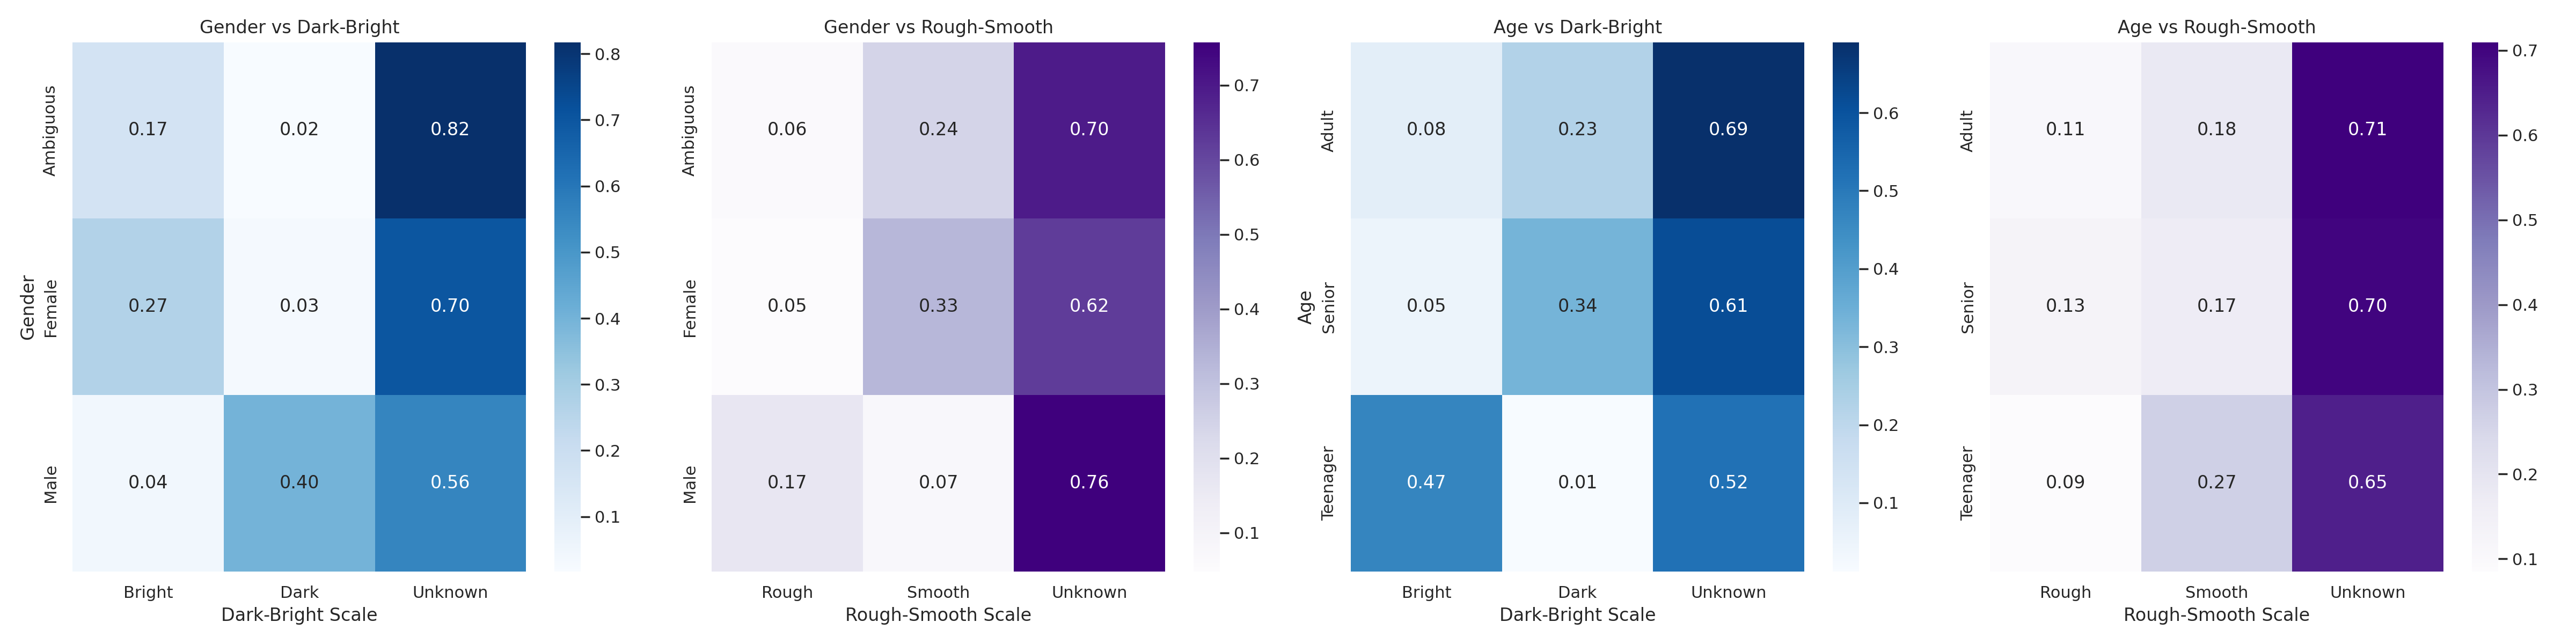 Gender vs Dark-Bright
Gender
Ambiguous
Female
Male
0.17 0.02 0.82
0.27 0.03 0.70
0.04 0.40 0.56
Bright Dark Unknown
Dark-Bright Scale
0.8
0.7
0.6
0.5
0.4
0.3
0.2
0.1
Gender vs Rough-Smooth
Ambiguous
Female
Male
0.06 0.24 0.70
0.05 0.33 0.62
0.17 0.07 0.76
Rough Smooth Unknown
Rough-Smooth Scale
0.7
0.6
0.5
0.4
0.3
0.2
0.1
Age vs Dark-Bright
Age
Adult
Senior
Teenager
0.08 0.23 0.69
0.05 0.34 0.61
0.47 0.01 0.52
Bright Dark Unknown
Dark-Bright Scale
0.6
0.5
0.4
0.3
0.2
0.1
Age vs Rough-Smooth
Adult
Senior
Teenager
0.11 0.18 0.71
0.13 0.17 0.70
0.09 0.27 0.65
Rough Smooth Unknown
Rough-Smooth Scale
0.7
0.6
0.5
0.4
0.3
0.2
0.1